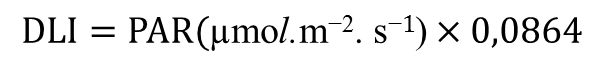 DLI = PAR(µmol.m⁻². s⁻¹) × 0,0864